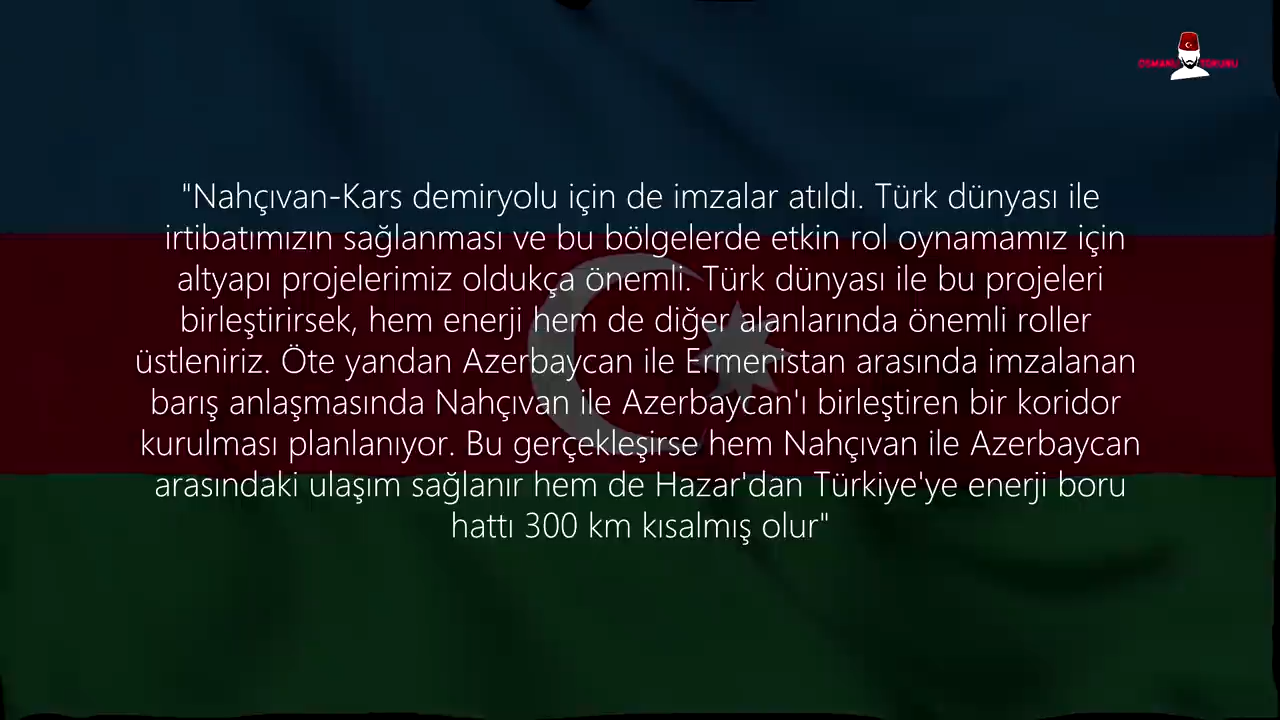 OSMANLI TORUNU
"Nahçıvan-Kars demiryolu için de imzalar atıldı. Türk dünyası ile
irtibatımızın sağlanması ve bu bölgelerde etkin rol oynamamız için
altyapı projelerimiz oldukça önemli. Türk dünyası ile bu projeleri
birleştirirsek, hem enerji hem de diğer alanlarında önemli roller
üstleniriz. Öte yandan Azerbaycan ile Ermenistan arasında imzalanan
barış anlaşmasında Nahçıvan ile Azerbaycan'ı birleştiren bir koridor
kurulması planlanıyor. Bu gerçekleşirse hem Nahçıvan ile Azerbaycan
arasındaki ulaşım sağlanır hem de Hazar'dan Türkiye'ye enerji boru
hattı 300 km kısalmış olur"